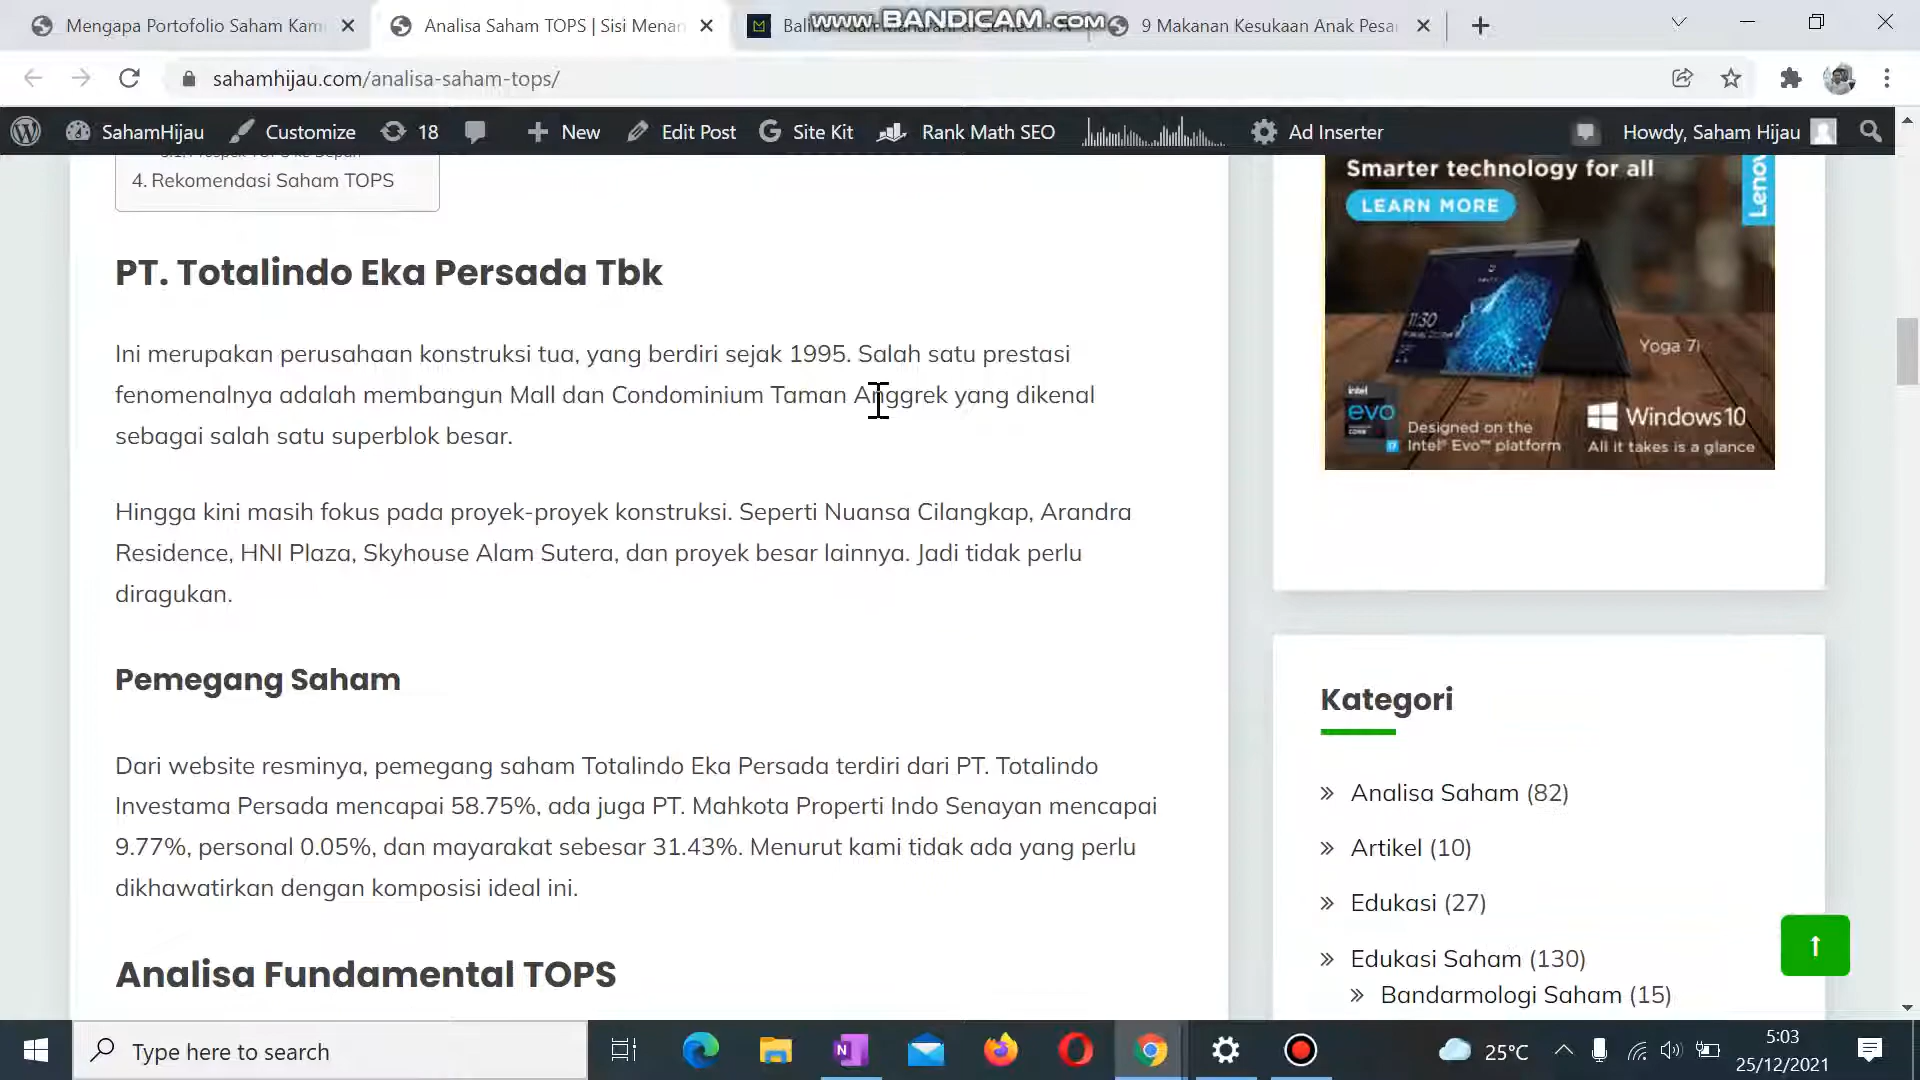 Mengapa Portofolio Saham Kam
Analisa Saham TOPS | Sisi Menan
www.BANDICAM.com
9 Makanan Kesukaan Anak Pesa
sahamhijau.com/analisa-saham-tops/
SahamHijau
Customize
18
New
Edit Post
Site Kit
Rank Math SEO
Ad Inserter
Howdy, Saham Hijau
4. Rekomendasi Saham TOPS
Smarter technology for all
LEARN MORE
Lenovo
PT. Totalindo Eka Persada Tbk
11:30
Yoga 7i
Ini merupakan perusahaan konstruksi tua, yang berdiri sejak 1995. Salah satu prestasi
fenomenalnya adalah membangun Mall dan Condominium Taman Anggrek yang dikenal
sebagai salah satu superblok besar.
intel
evo
i7
Designed on the
Intel® Evo™ platform
Windows 10
All it takes is a glance
Hingga kini masih fokus pada proyek-proyek konstruksi. Seperti Nuansa Cilangkap, Arandra
Residence, HNI Plaza, Skyhouse Alam Sutera, dan proyek besar lainnya. Jadi tidak perlu
diragukan.
Pemegang Saham
Dari website resminya, pemegang saham Totalindo Eka Persada terdiri dari PT. Totalindo
Investama Persada mencapai 58.75%, ada juga PT. Mahkota Properti Indo Senayan mencapai
9.77%, personal 0.05%, dan mayarakat sebesar 31.43%. Menurut kami tidak ada yang perlu
dikhawatirkan dengan komposisi ideal ini.
Analisa Fundamental TOPS
Kategori
Analisa Saham (82)
Artikel (10)
Edukasi (27)
Edukasi Saham (130)
Bandarmologi Saham (15)
Type here to search
25°C
5:03
25/12/2021